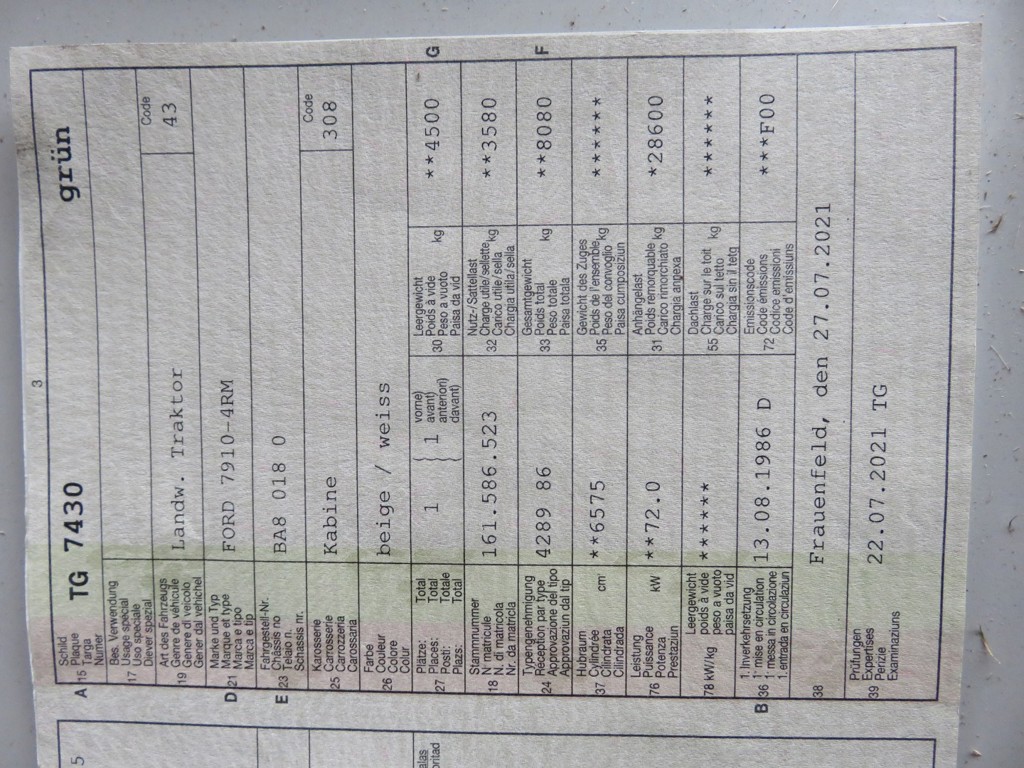 3
A 15 Schild
Plaque
Targa
Numer
TG 7430 grün
17 Bes. Verwendung
Usage spécial
Uso speciale
Diever spezial
19 Art des Fahrzeugs
Genre de véhicule
Genere di veicolo
Gener dal vehichel
Landw. Traktor
Code
43
D 21 Marke und Typ
Marque et type
Marca e tipo
Marca e tip
FORD 7910-4RM
E 23 Fahrgestell-Nr.
Châssis no
Telaio n.
Schassis nr.
BA8 018 0
25 Karosserie
Carrosserie
Carrozzeria
Carossaria
Kabine
Code
308
26 Farbe
Couleur
Colore
Colur
beige / weiss
27 Plätze: Total
Places: Total
Posti: Totale
Plazs: Total
1 { 1
vorne)
avant)
anteriori)
davant)
30 Leergewicht
Poids à vide
Peso a vuoto
Paisa da vid
kg
**4500
G
18 Stammnummer
N° matricule
N. di matricola
Nr. da matricla
161.586.523
32 Nutz-/Sattellast
Charge utile/sellette
Carico utile/sella
Chargia utila/sella
kg
**3580
24 Typengenehmigung
Réception par type
Approvazione del tipo
Approvaziun dal tip
4289 86
33 Gesamtgewicht
Poids total
Peso totale
Paisa totala
kg
**8080
F
37 Hubraum
Cylindrée
Cilindrata
Cilindrada
cm³
**6575
35 Gewicht des Zuges
Poids de l'ensemble
Peso del convoglio
Paisa cumposiziun
kg
******
76 Leistung
Puissance
Potenza
Prestaziun
kW
**72.0
31 Anhängelast
Poids remorquable
Carico rimorchiato
Chargia angexa
kg
*28600
78 kW/kg Leergewicht
poids à vide
peso a vuoto
paisa da vid
******
55 Dachlast
Charge sur le toit
Carico sul tetto
Chargia sin il tetg
kg
******
B 36 1. Inverkehrsetzung
1re mise en circulation
1a messa in circolazione
1. entrada in circulaziun
13.08.1986 D
72 Emissionscode
Code émissions
Codice emissioni
Code d'emissiuns
***F00
38 Frauenfeld, den 27.07.2021
39 Prüfungen
Expertises
Perizie
Examinaziuns
22.07.2021 TG
5